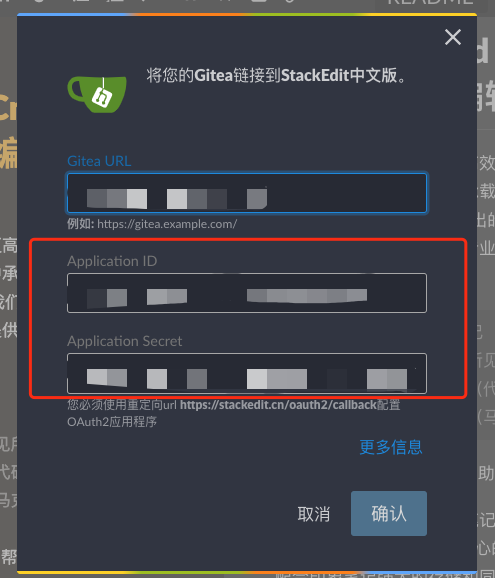 README
将您的Gitea链接到StackEdit中文版。
Gitea URL
例如: https://gitea.example.com/
Application ID
Application Secret
您必须使用重定向url https://stackedit.cn/oauth2/callback配置
OAuth2应用程序
更多信息
取消
确认